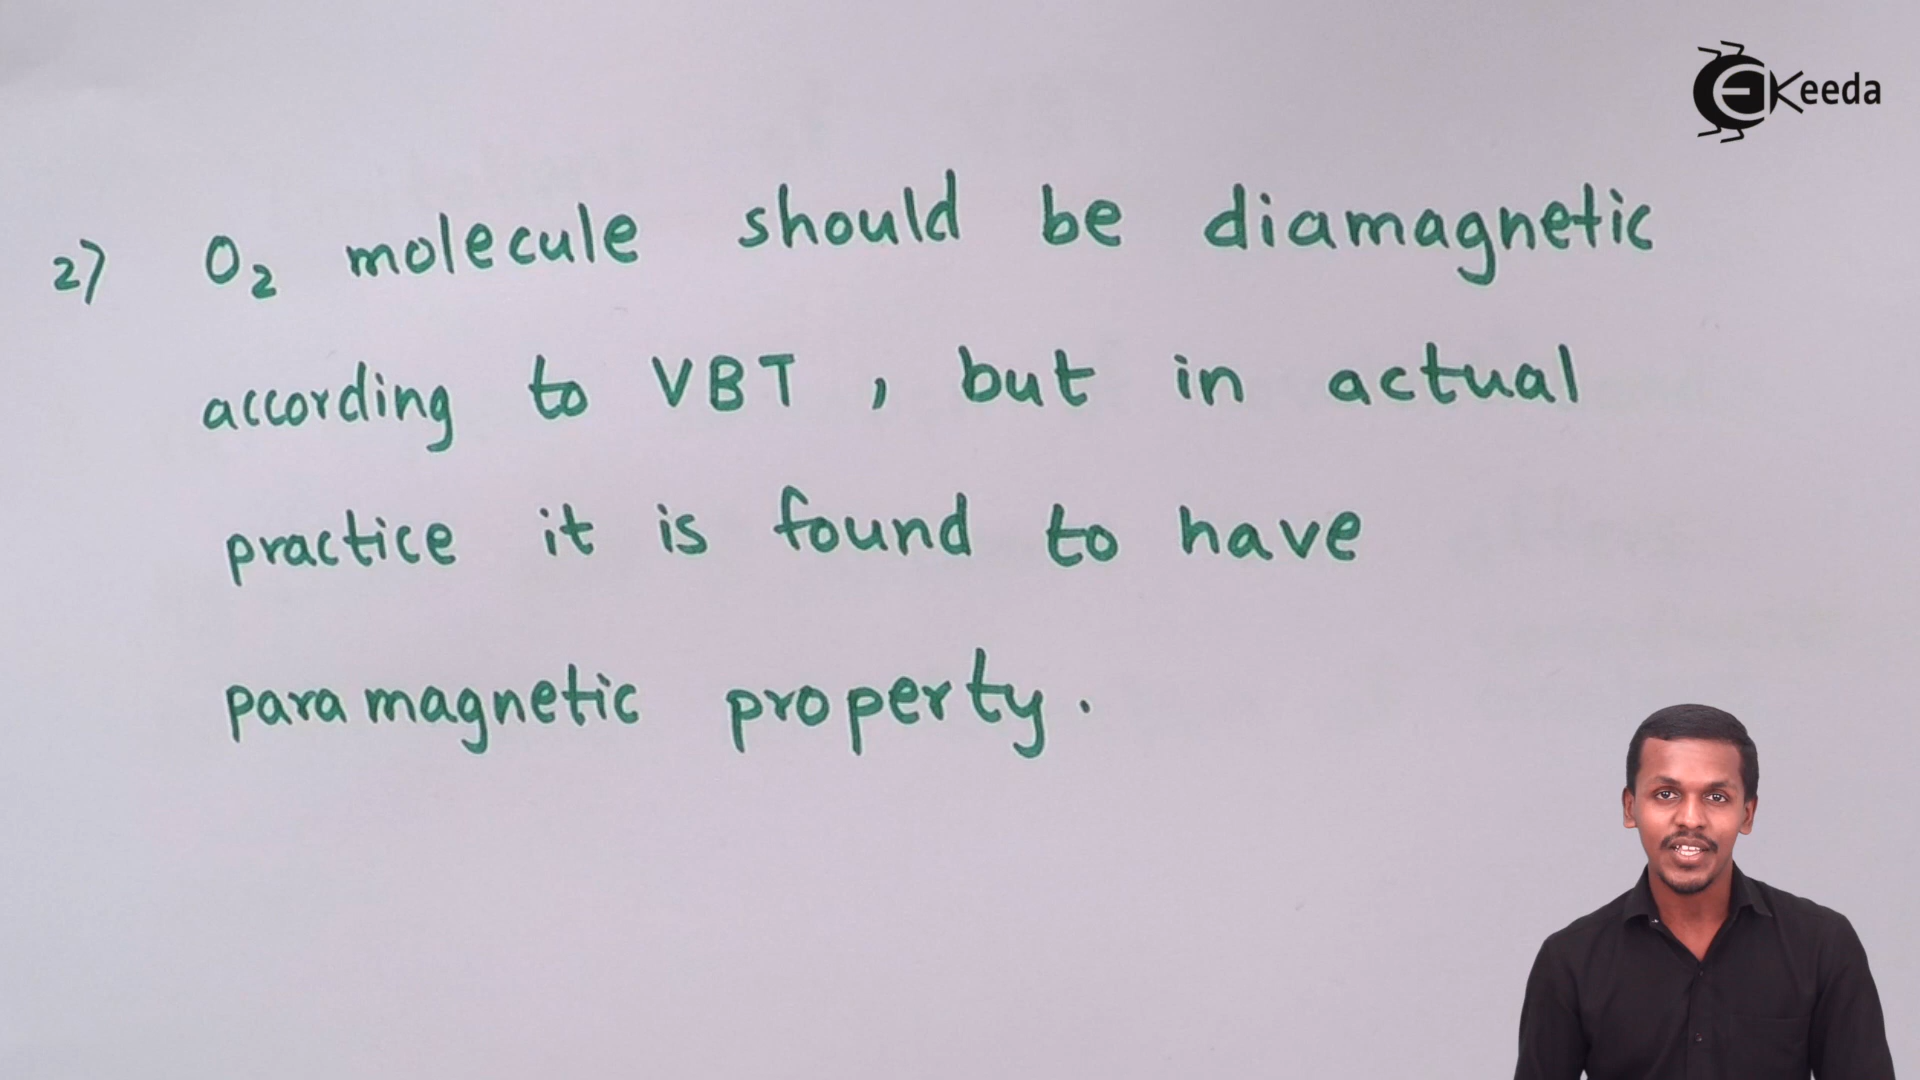 EKeeda
2) O₂ molecule should be diamagnetic
according to VBT , but in actual
practice it is found to have
paramagnetic property.